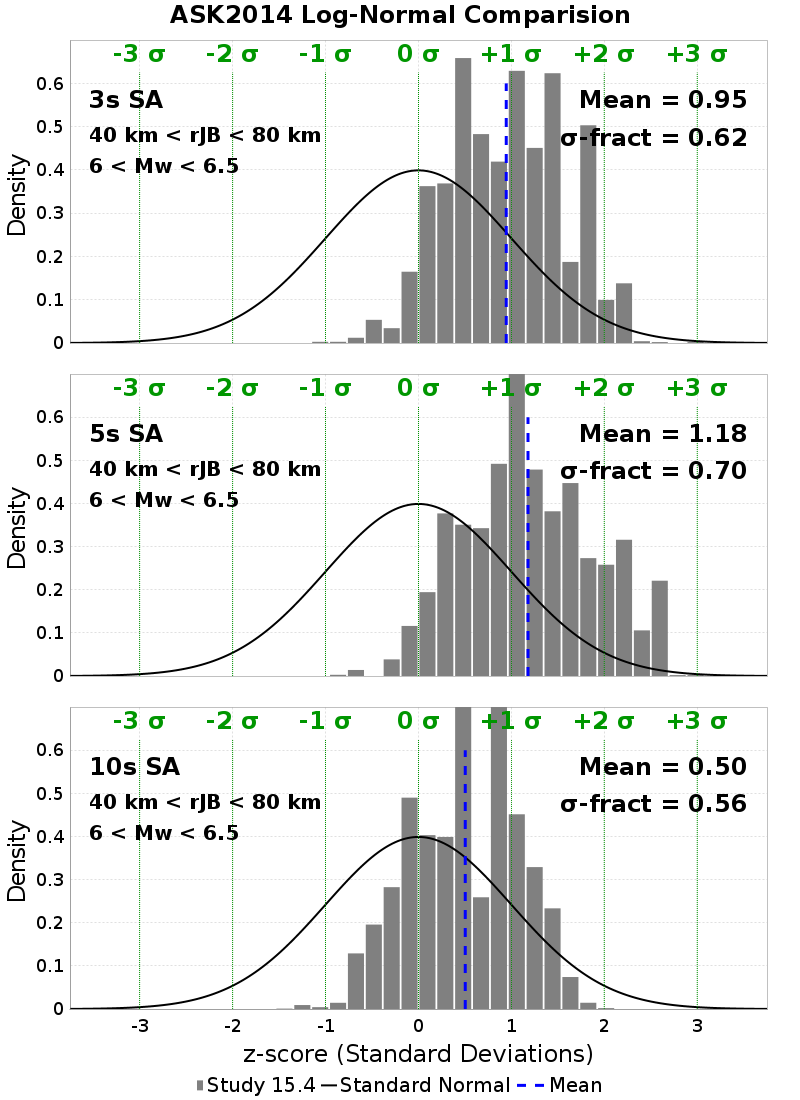 ASK2014 Log-Normal Comparision
-3 σ -2 σ -1 σ 0 σ +1 σ +2 σ +3 σ
3s SA
40 km < rJB < 80 km
6 < Mw < 6.5
Mean = 0.95
σ-fract = 0.62
Density
0.6
0.5
0.4
0.3
0.2
0.1
0
-3 σ -2 σ -1 σ 0 σ +1 σ +2 σ +3 σ
5s SA
40 km < rJB < 80 km
6 < Mw < 6.5
Mean = 1.18
σ-fract = 0.70
Density
0.6
0.5
0.4
0.3
0.2
0.1
0
-3 σ -2 σ -1 σ 0 σ +1 σ +2 σ +3 σ
10s SA
40 km < rJB < 80 km
6 < Mw < 6.5
Mean = 0.50
σ-fract = 0.56
Density
0.6
0.5
0.4
0.3
0.2
0.1
0
-3 -2 -1 0 1 2 3
z-score (Standard Deviations)
Study 15.4 Standard Normal Mean